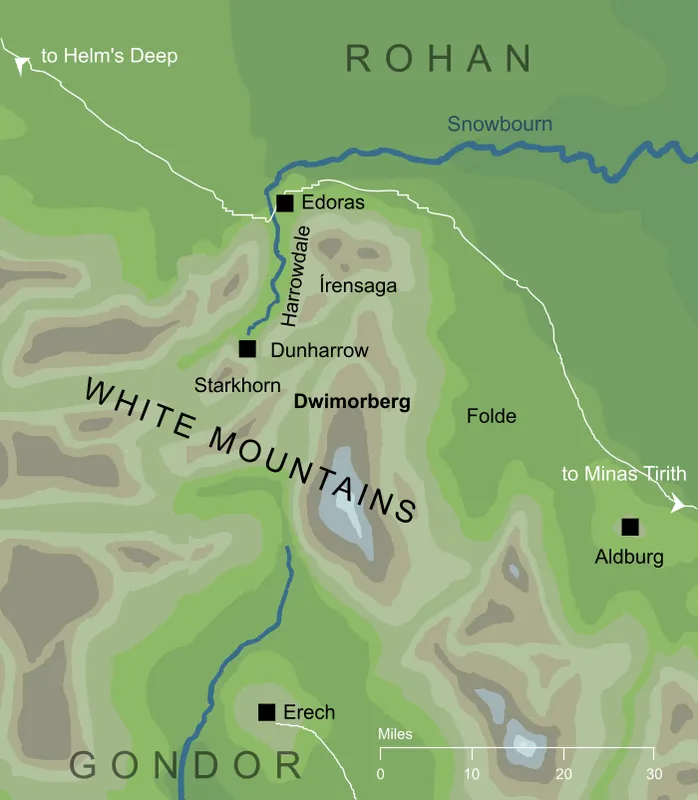 to Helm's Deep
ROHAN
Snowbourn
Edoras
Harrowdale
Írensaga
Dunharrow
Starkhorn
WHITE MOUNTAINS
Dwimorberg
Folde
to Minas Tirith
Aldburg
Erech
Miles
GONDOR
0 10 20 30